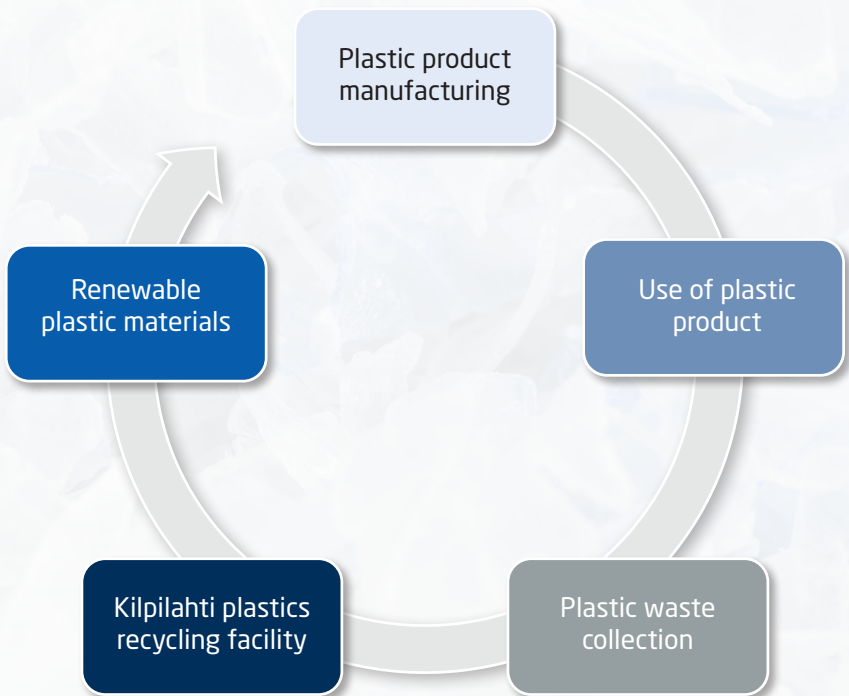 Plastic product
manufacturing
Use of plastic
product
Plastic waste
collection
Kilpilahti plastics
recycling facility
Renewable
plastic materials